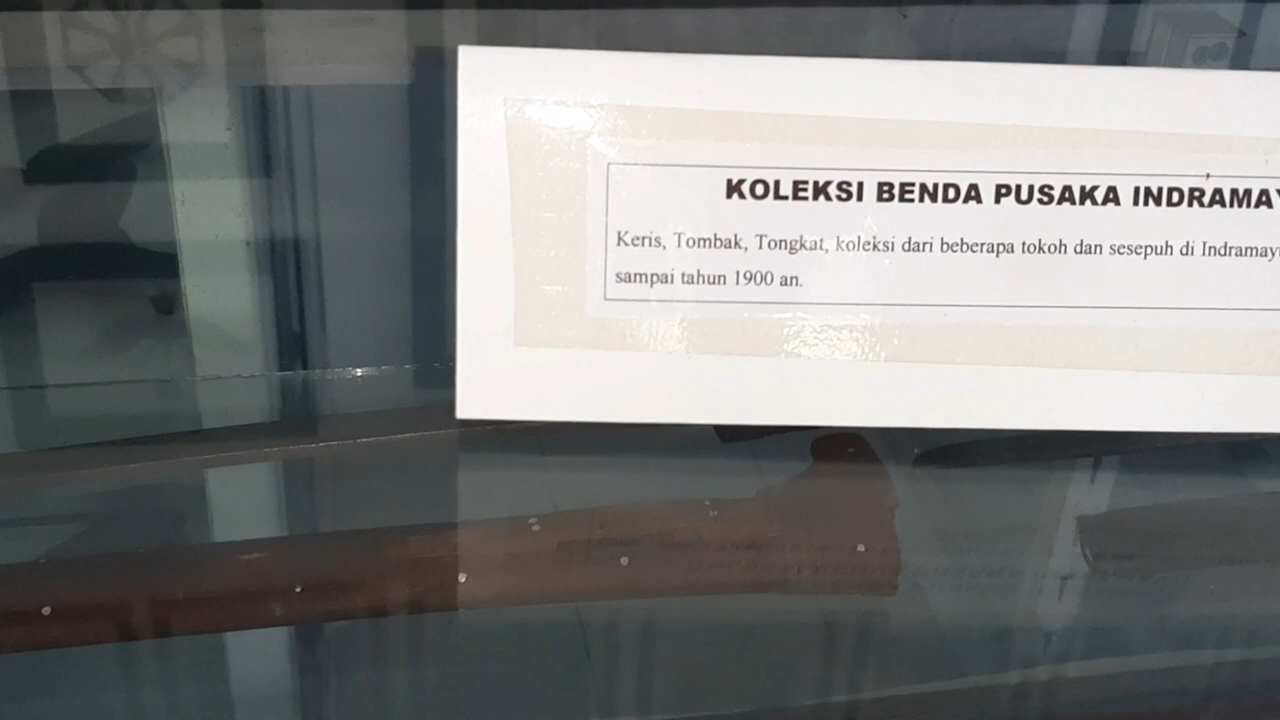 KOLEKSI BENDA PUSAKA INDRAMAY
Keris, Tombak, Tongkat, koleksi dari beberapa tokoh dan sesepuh di Indramay
sampai tahun 1900 an.